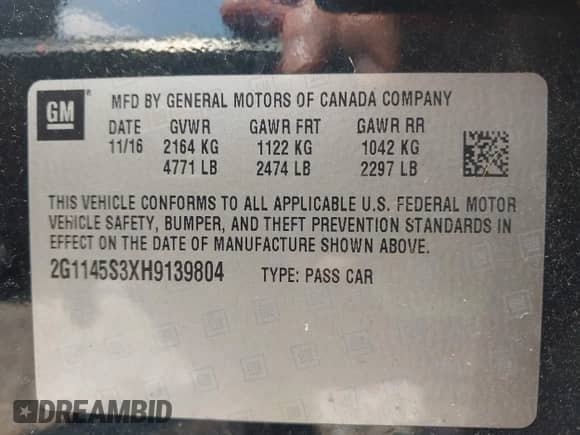 GM ® MFD BY GENERAL MOTORS OF CANADA COMPANY
DATE GVWR GAWR FRT GAWR RR
11/16 2164 KG 1122 KG 1042 KG
4771 LB 2474 LB 2297 LB
THIS VEHICLE CONFORMS TO ALL APPLICABLE U.S. FEDERAL MOTOR
VEHICLE SAFETY, BUMPER, AND THEFT PREVENTION STANDARDS IN
EFFECT ON THE DATE OF MANUFACTURE SHOWN ABOVE.
2G1145S3XH9139804 TYPE: PASS CAR
DREAMBID